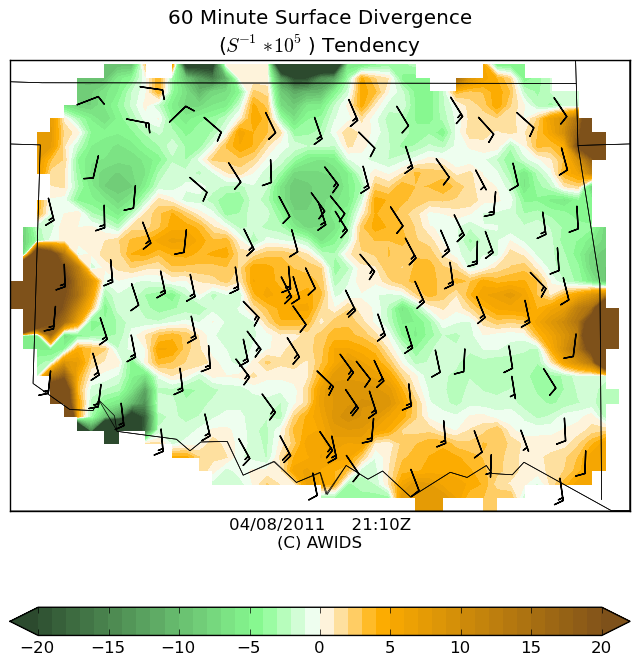 60 Minute Surface Divergence
(S⁻¹ *10⁵ ) Tendency
04/08/2011 21:10Z
(C) AWIDS
−20 −15 −10 −5 0 5 10 15 20